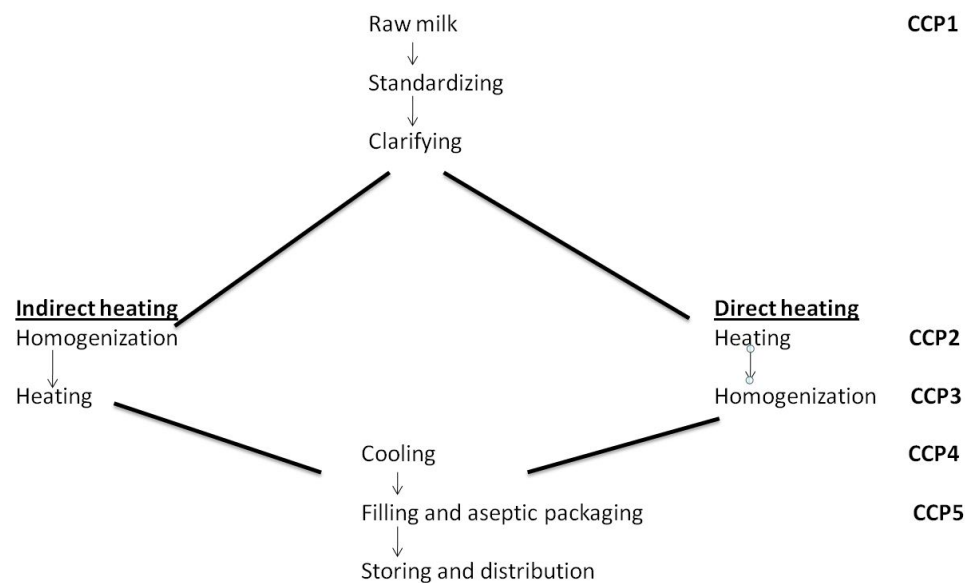 Raw milk CCP1
Standardizing
Clarifying
Indirect heating Direct heating
Homogenization Heating CCP2
Heating Homogenization CCP3
Cooling CCP4
Filling and aseptic packaging CCP5
Storing and distribution